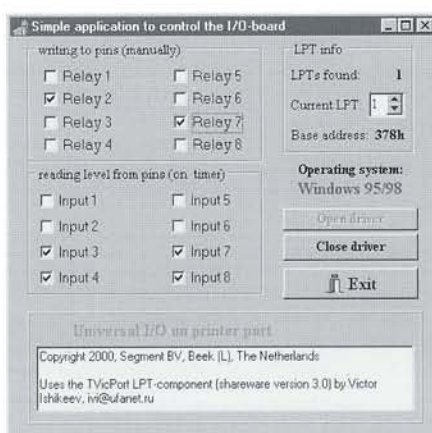 Simple application to control the I/O-board
writing to pins (manually)
Relay 1
Relay 5
Relay 2
Relay 6
Relay 3
Relay 7
Relay 4
Relay 8
LPT info
LPTs found: 1
Current LPT: 1
Base address: 378h
reading level from pins (on timer)
Input 1
Input 5
Input 2
Input 6
Input 3
Input 7
Input 4
Input 8
Operating system:
Windows 95/98
Open driver
Close driver
Exit
Universal I/O on printer port
Copyright 2000, Segment BV, Beek (L), The Netherlands
Uses the TVicPort LPT-component (shareware version 3.0) by Victor
Ishikeev, ivi@ufanet.ru